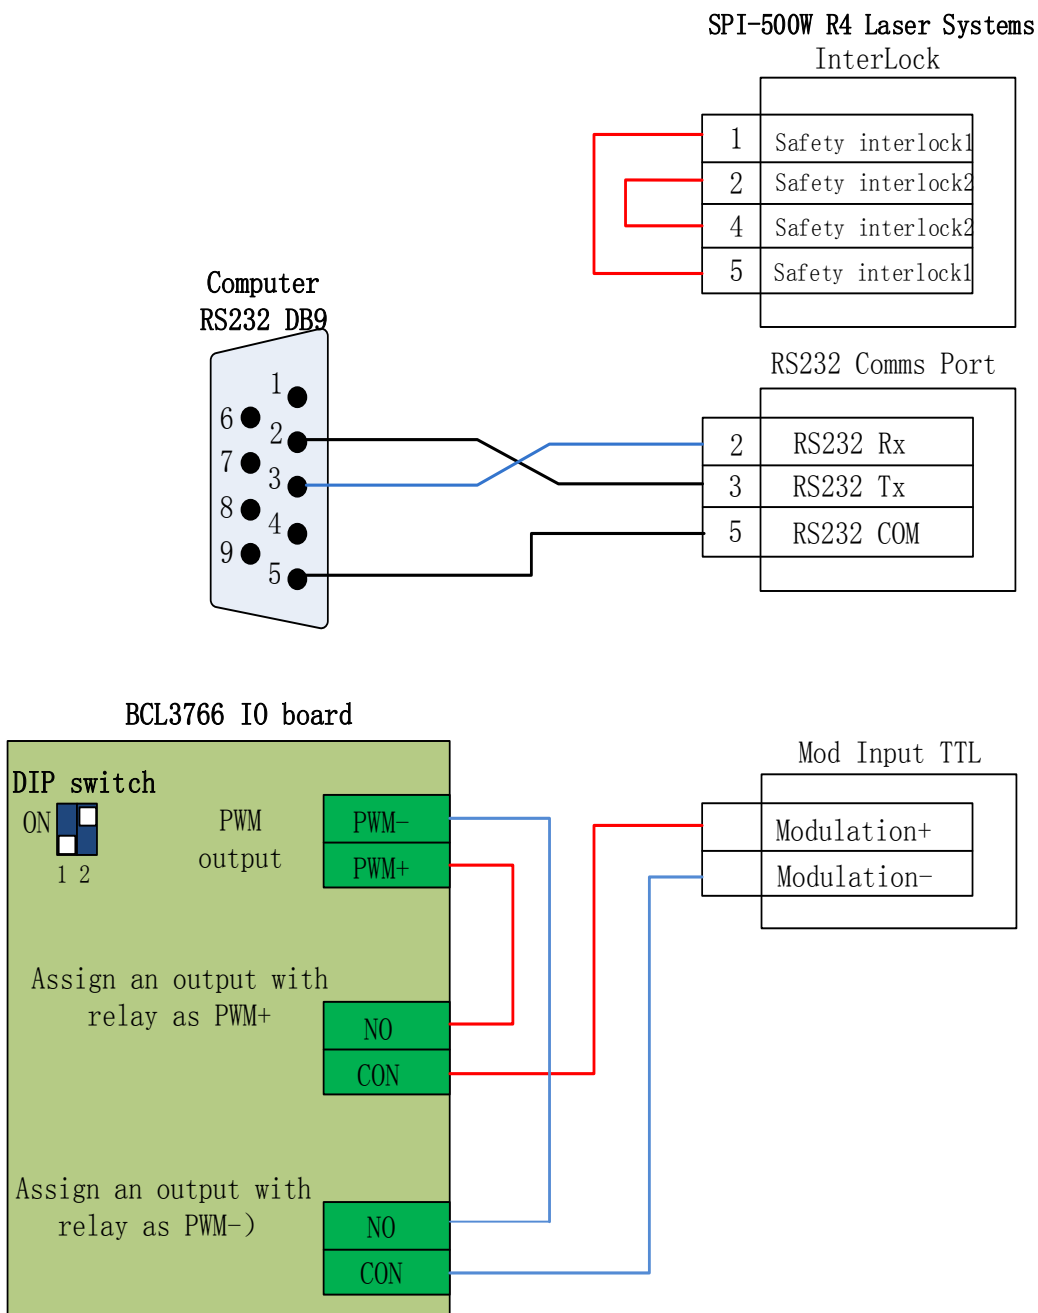 SPI-500W R4 Laser Systems
InterLock
1 Safety interlock1
2 Safety interlock2
4 Safety interlock2
5 Safety interlock1
Computer
RS232 DB9
1
6
2
7
3
8
4
9
5
RS232 Comms Port
2 RS232 Rx
3 RS232 Tx
5 RS232 COM
BCL3766 IO board
DIP switch
ON
1 2
PWM
output
PWM-
PWM+
Assign an output with
relay as PWM+
NO
CON
Assign an output with
relay as PWM-)
NO
CON
Mod Input TTL
Modulation+
Modulation-